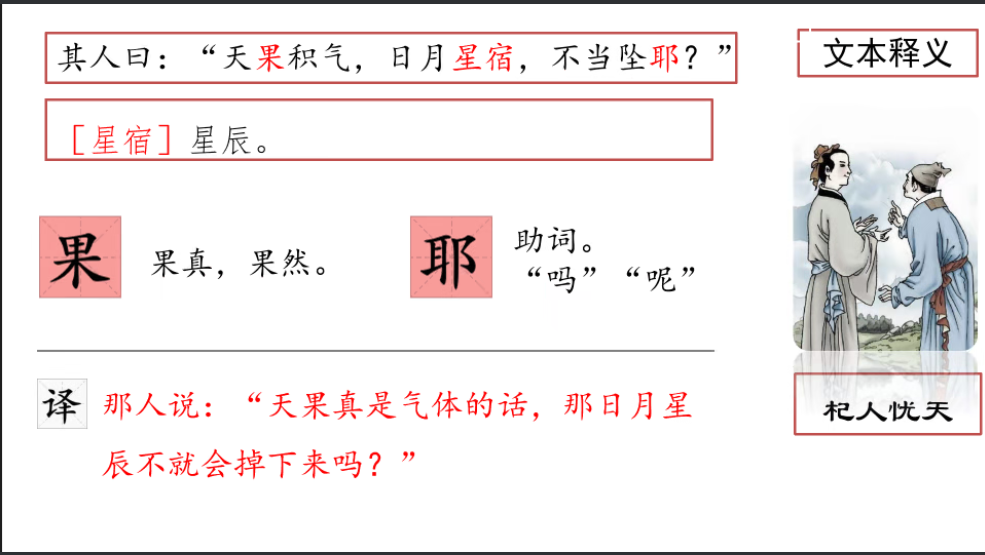 其人曰：“天果积气，日月星宿，不当坠耶？”
文本释义
［星宿］星辰。
果
果真，果然。
耶
助词。
“吗”“呢”
译
那人说：“天果真是气体的话，那日月星
辰不就会掉下来吗？”
杞人忧天